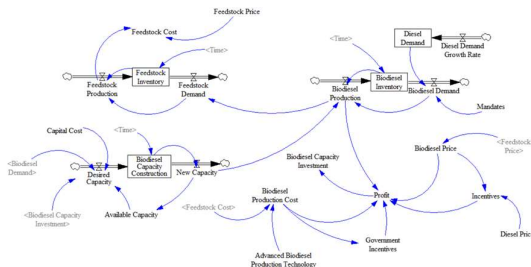 Feedstock Price
Feedstock Cost
<Time>
Feedstock
Inventory
Feedstock
Production
Feedstock
Demand
Diesel
Demand
Diesel Demand
Growth Rate
<Time>
Biodiesel
Inventory
Biodiesel
Production
Biodiesel Demand
Mandates
Capital Cost
<Time>
<Biodiesel
Demand>
Biodiesel
Capacity
Construction
Desired
Capacity
New Capacity
<Biodiesel Capacity
Investment>
Available Capacity
Biodiesel Capacity
Investment
Biodiesel Price
<Feedstock
Price>
<Feedstock Cost>
Biodiesel
Production Cost
Profit
Incentives
Diesel Pric
Government
Incentives
Advanced Biodiesel
Production Technology